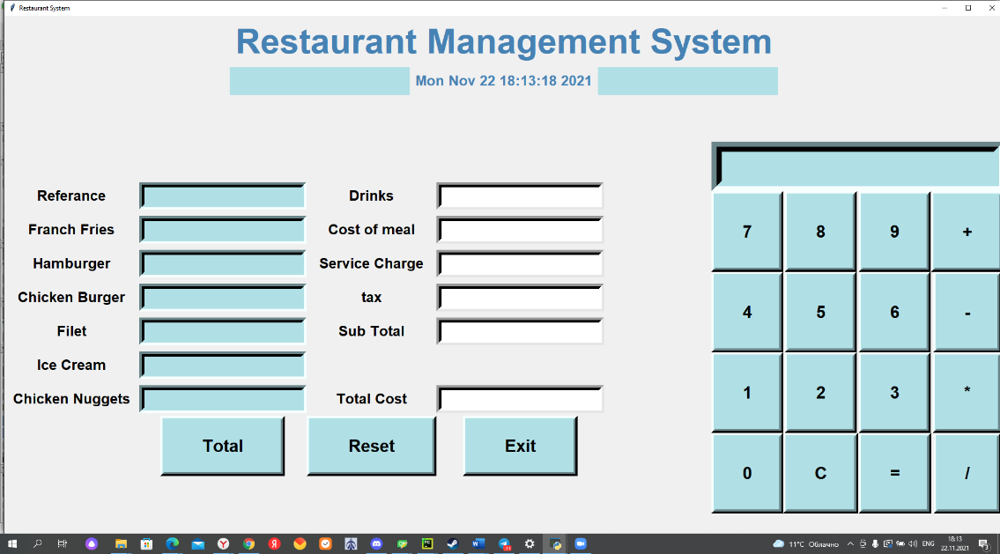 Restaurant System
Restaurant Management System
Mon Nov 22 18:13:18 2021
Referance Drinks
Franch Fries Cost of meal
Hamburger Service Charge
Chicken Burger tax
Filet Sub Total
Ice Cream
Chicken Nuggets Total Cost
Total Reset Exit
7 8 9 +
4 5 6 -
1 2 3 *
0 C = /
11°C Облачно ENG 18:13
22.11.2021